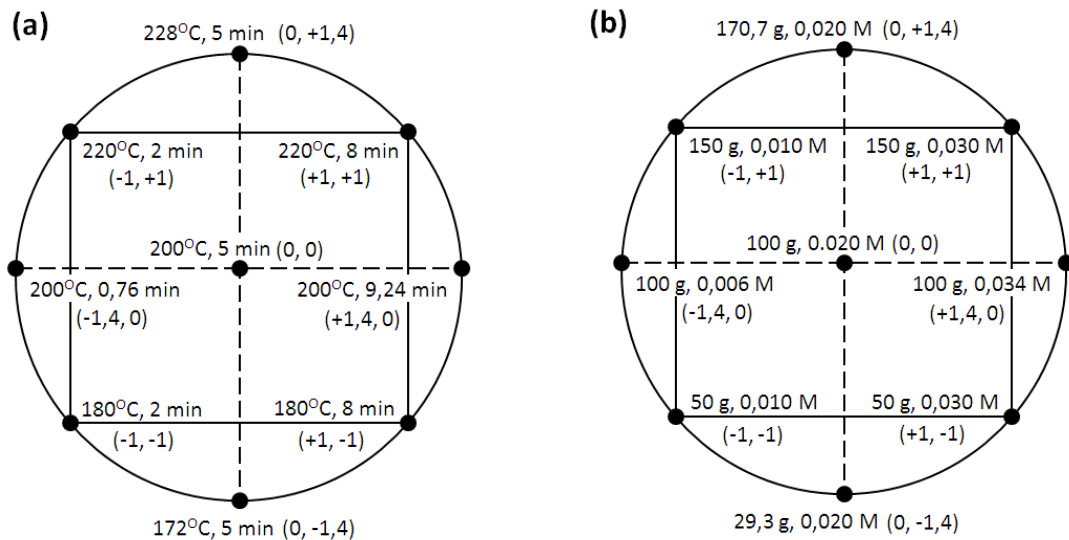 (a)
228°C, 5 min (0, +1,4)
220°C, 2 min
(-1, +1)
220°C, 8 min
(+1, +1)
200°C, 5 min (0, 0)
200°C, 0,76 min
(-1,4, 0)
200°C, 9,24 min
(+1,4, 0)
180°C, 2 min
(-1, -1)
180°C, 8 min
(+1, -1)
172°C, 5 min (0, -1,4)
(b)
170,7 g, 0,020 M (0, +1,4)
150 g, 0,010 M
(-1, +1)
150 g, 0,030 M
(+1, +1)
100 g, 0.020 M (0, 0)
100 g, 0,006 M
(-1,4, 0)
100 g, 0,034 M
(+1,4, 0)
50 g, 0,010 M
(-1, -1)
50 g, 0,030 M
(+1, -1)
29,3 g, 0,020 M (0, -1,4)